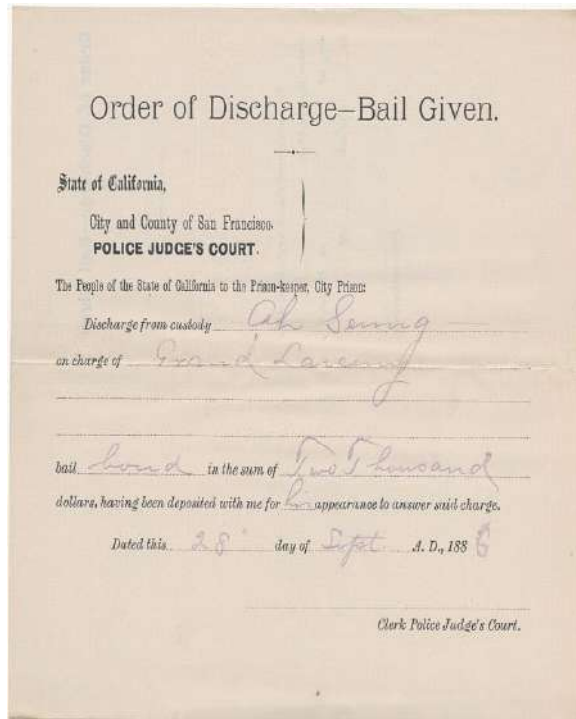 Order of Discharge—Bail Given.
State of California,
City and County of San Francisco.
POLICE JUDGE'S COURT.
The People of the State of California to the Prison-keeper, City Prison:
Discharge from custody Ah
on charge of Grand Larceny
bail bond in the sum of Two Thousand
dollars, having been deposited with me for his appearance to answer said charge.
Dated this 28 day of Sept. A. D., 1886
Clerk Police Judge's Court.